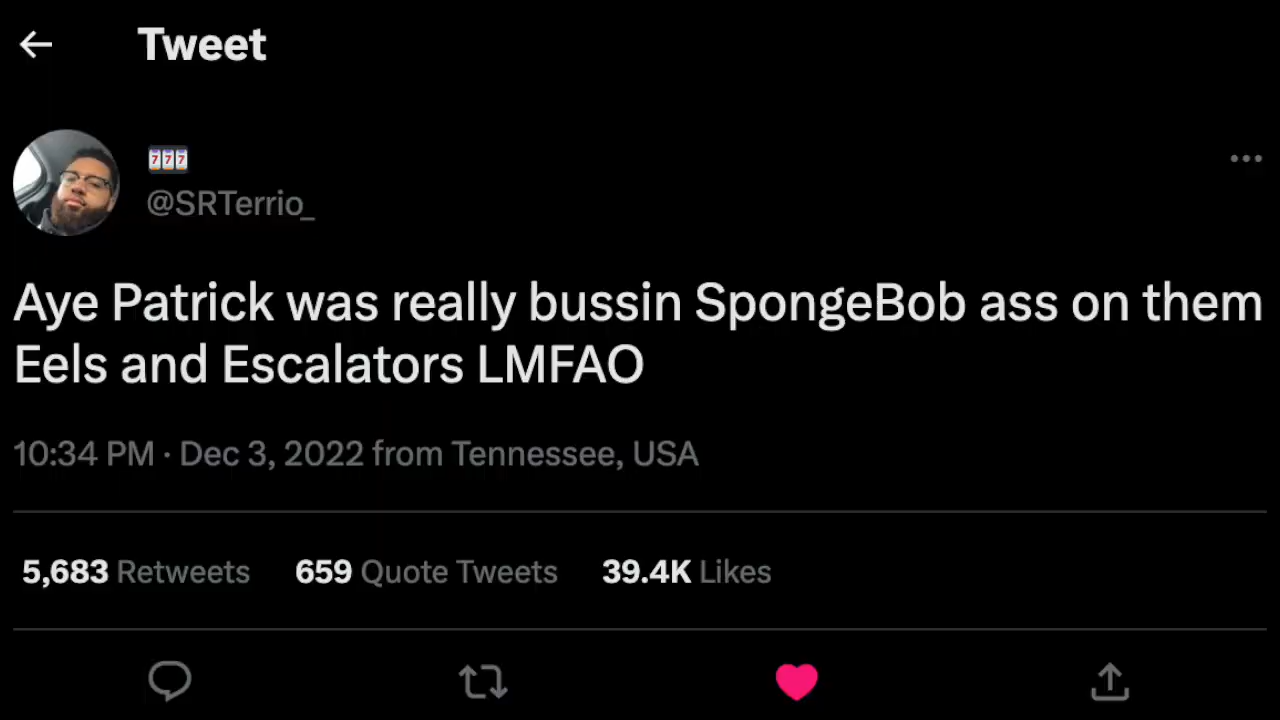 Tweet
777
@SRTerrio_
Aye Patrick was really bussin SpongeBob ass on them
Eels and Escalators LMFAO
10:34 PM · Dec 3, 2022 from Tennessee, USA
5,683 Retweets 659 Quote Tweets 39.4K Likes